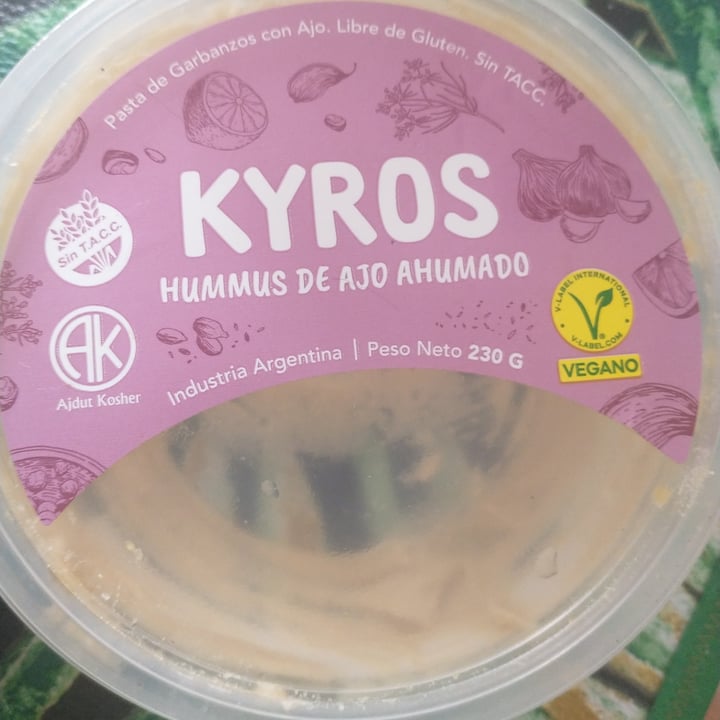 Pasta de Garbanzos con Ajo. Libre de Gluten. Sin TACC.
KYROS
HUMMUS DE AJO AHUMADO
Sin T.A.C.C.
AK
Ajdut Kosher
Industria Argentina | Peso Neto 230 G
V-LABEL INTERNATIONAL
V-LABEL.COM
VEGANO